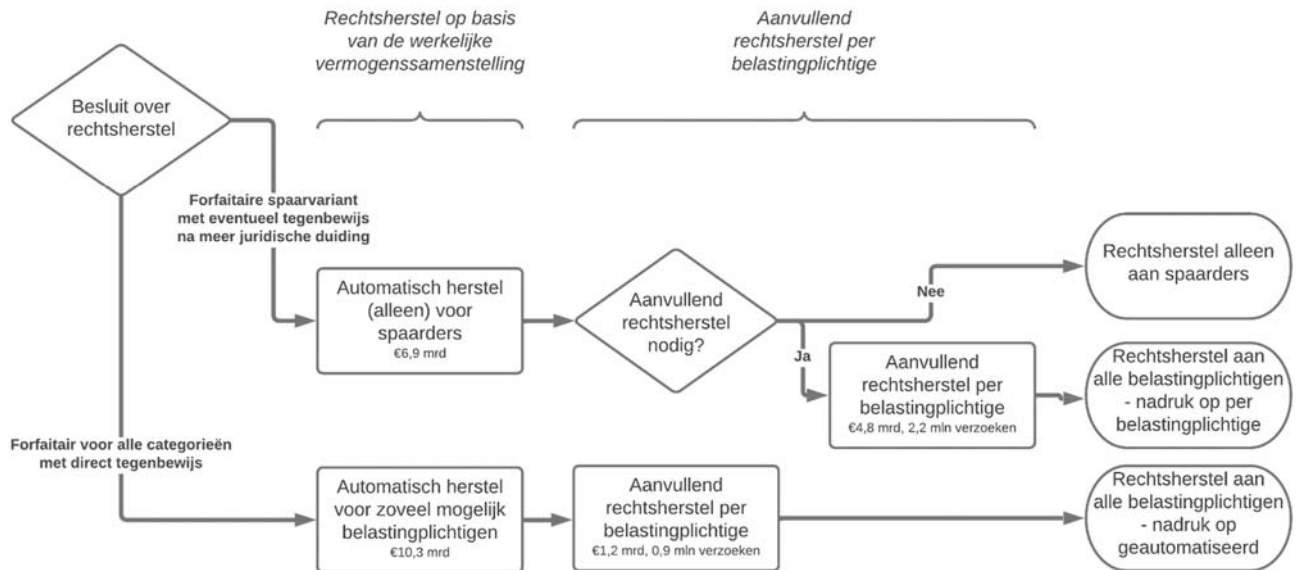 Rechtsherstel op basis
van de werkelijke
vermogenssamenstelling
Aanvullend
rechtsherstel per
belastingplichtige
Besluit over
rechtsherstel
Forfaitaire spaarvariant
met eventueel tegenbewijs
na meer juridische duiding
Automatisch herstel
(alleen) voor
spaarders
€6,9 mrd
Aanvullend
rechtsherstel
nodig?
Nee
Rechtsherstel alleen
aan spaarders
Ja
Aanvullend
rechtsherstel per
belastingplichtige
€4,8 mrd, 2,2 mln verzoeken
Rechtsherstel aan
alle belastingplichtigen
- nadruk op per
belastingplichtige
Forfaitair voor alle categorieën
met direct tegenbewijs
Automatisch herstel
voor zoveel mogelijk
belastingplichtigen
€10,3 mrd
Aanvullend
rechtsherstel per
belastingplichtige
€1,2 mrd, 0,9 mln verzoeken
Rechtsherstel aan
alle belastingplichtigen
- nadruk op
geautomatiseerd